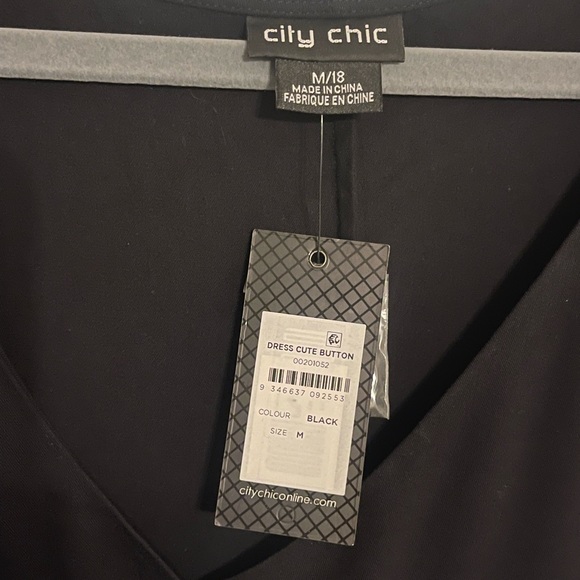 city chic
M/18
MADE IN CHINA
FABRIQUE EN CHINE
DRESS CUTE BUTTON
00201052
9 346637 092553
COLOUR BLACK
SIZE M
citychiconline.com